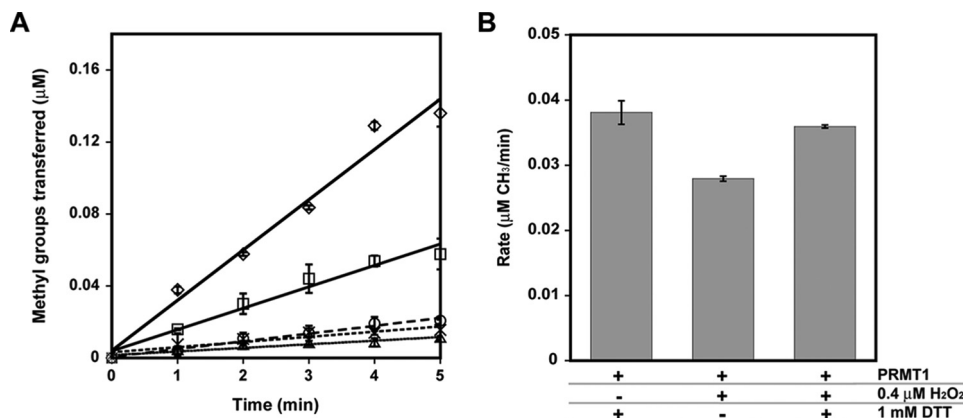 A
Methyl groups transferred (μM)
0.16
0.12
0.08
0.04
0
0 1 2 3 4 5
Time (min)
B
Rate (μM CH₃/min)
0.05
0.04
0.03
0.02
0.01
0
+ + + PRMT1
- + + 0.4 μM H₂O₂
+ - + 1 mM DTT